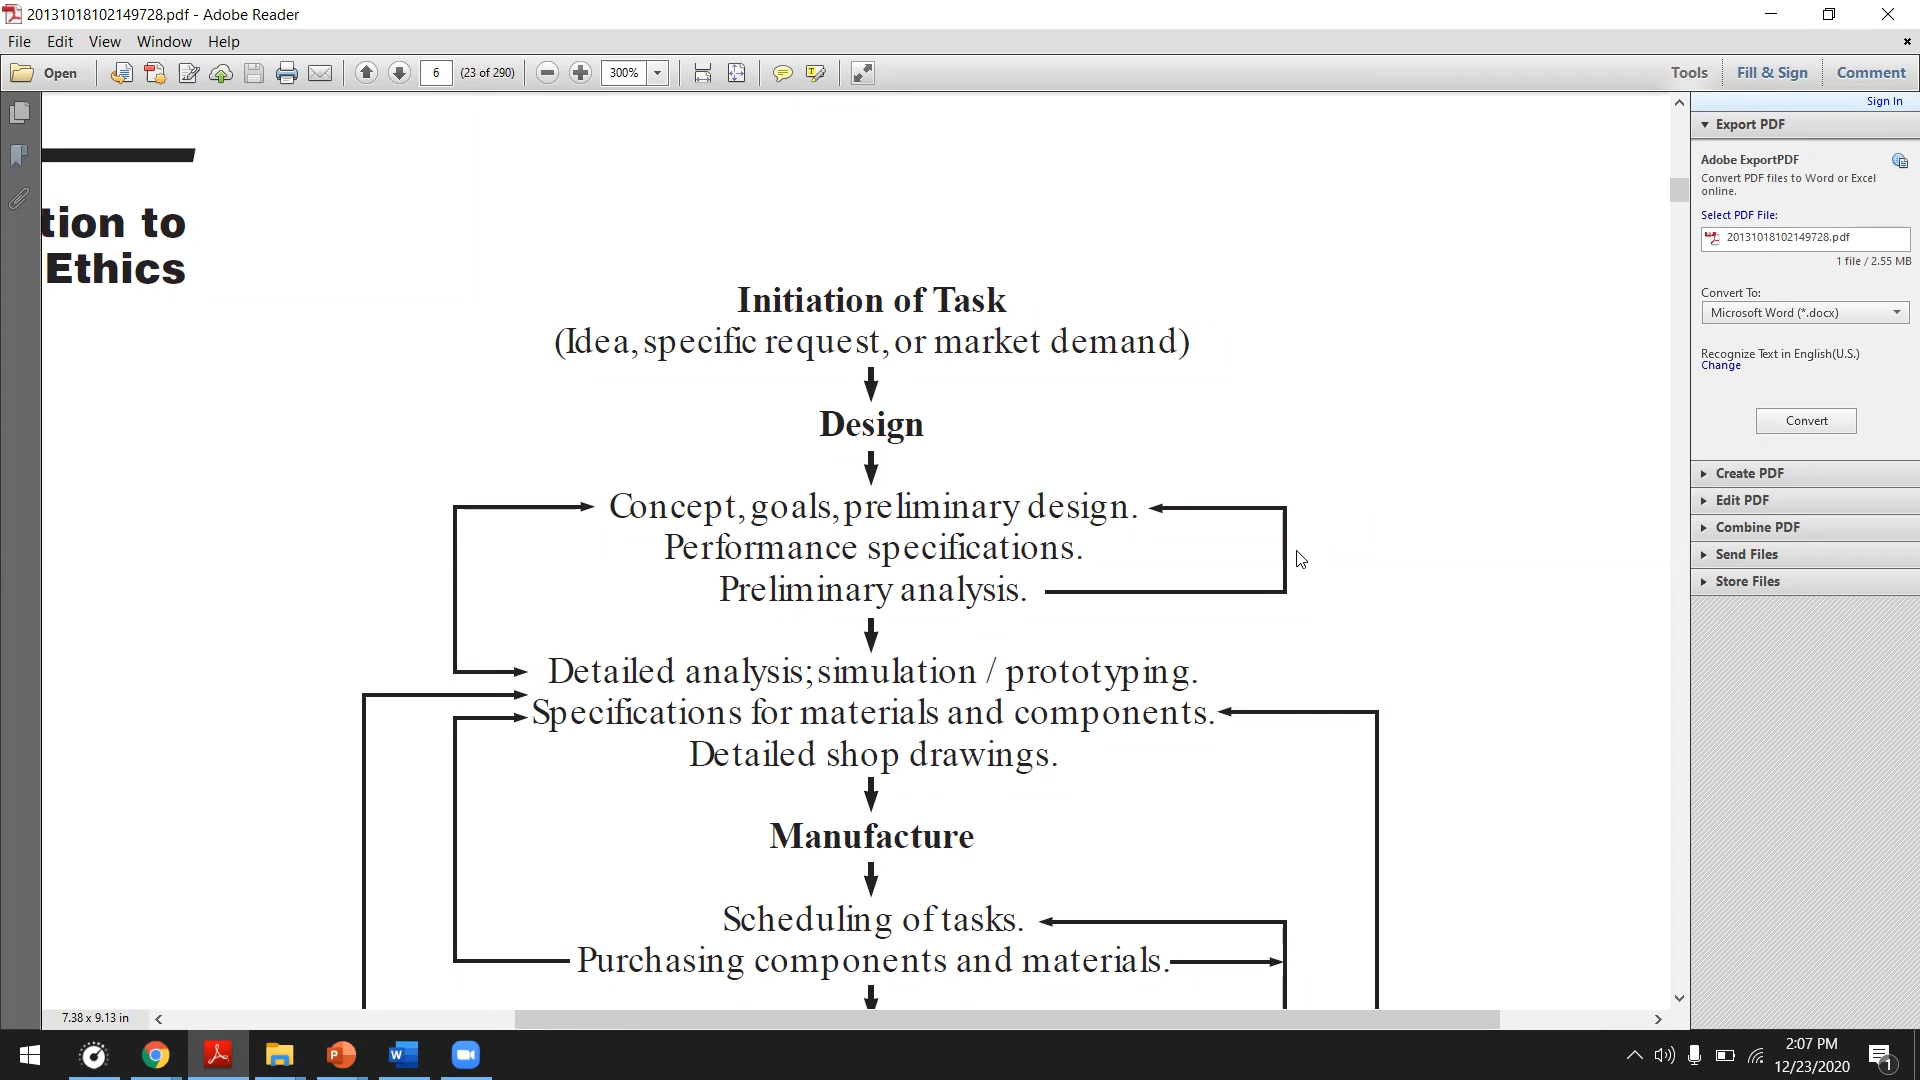 20131018102149728.pdf - Adobe Reader
File Edit View Window Help
Open 6 (23 of 290) 300% Tools Fill & Sign Comment
Sign In
Export PDF
Adobe ExportPDF
Convert PDF files to Word or Excel
online.
Select PDF File:
20131018102149728.pdf
1 file / 2.55 MB
Convert To:
Microsoft Word (*.docx)
Recognize Text in English(U.S.)
Change
Convert
Create PDF
Edit PDF
Combine PDF
Send Files
Store Files
tion to
Ethics
Initiation of Task
(Idea, specific request, or market demand)
Design
Concept, goals, preliminary design.
Performance specifications.
Preliminary analysis.
Detailed analysis; simulation / prototyping.
Specifications for materials and components.
Detailed shop drawings.
Manufacture
Scheduling of tasks.
Purchasing components and materials.
7.38 x 9.13 in
2:07 PM
12/23/2020
1